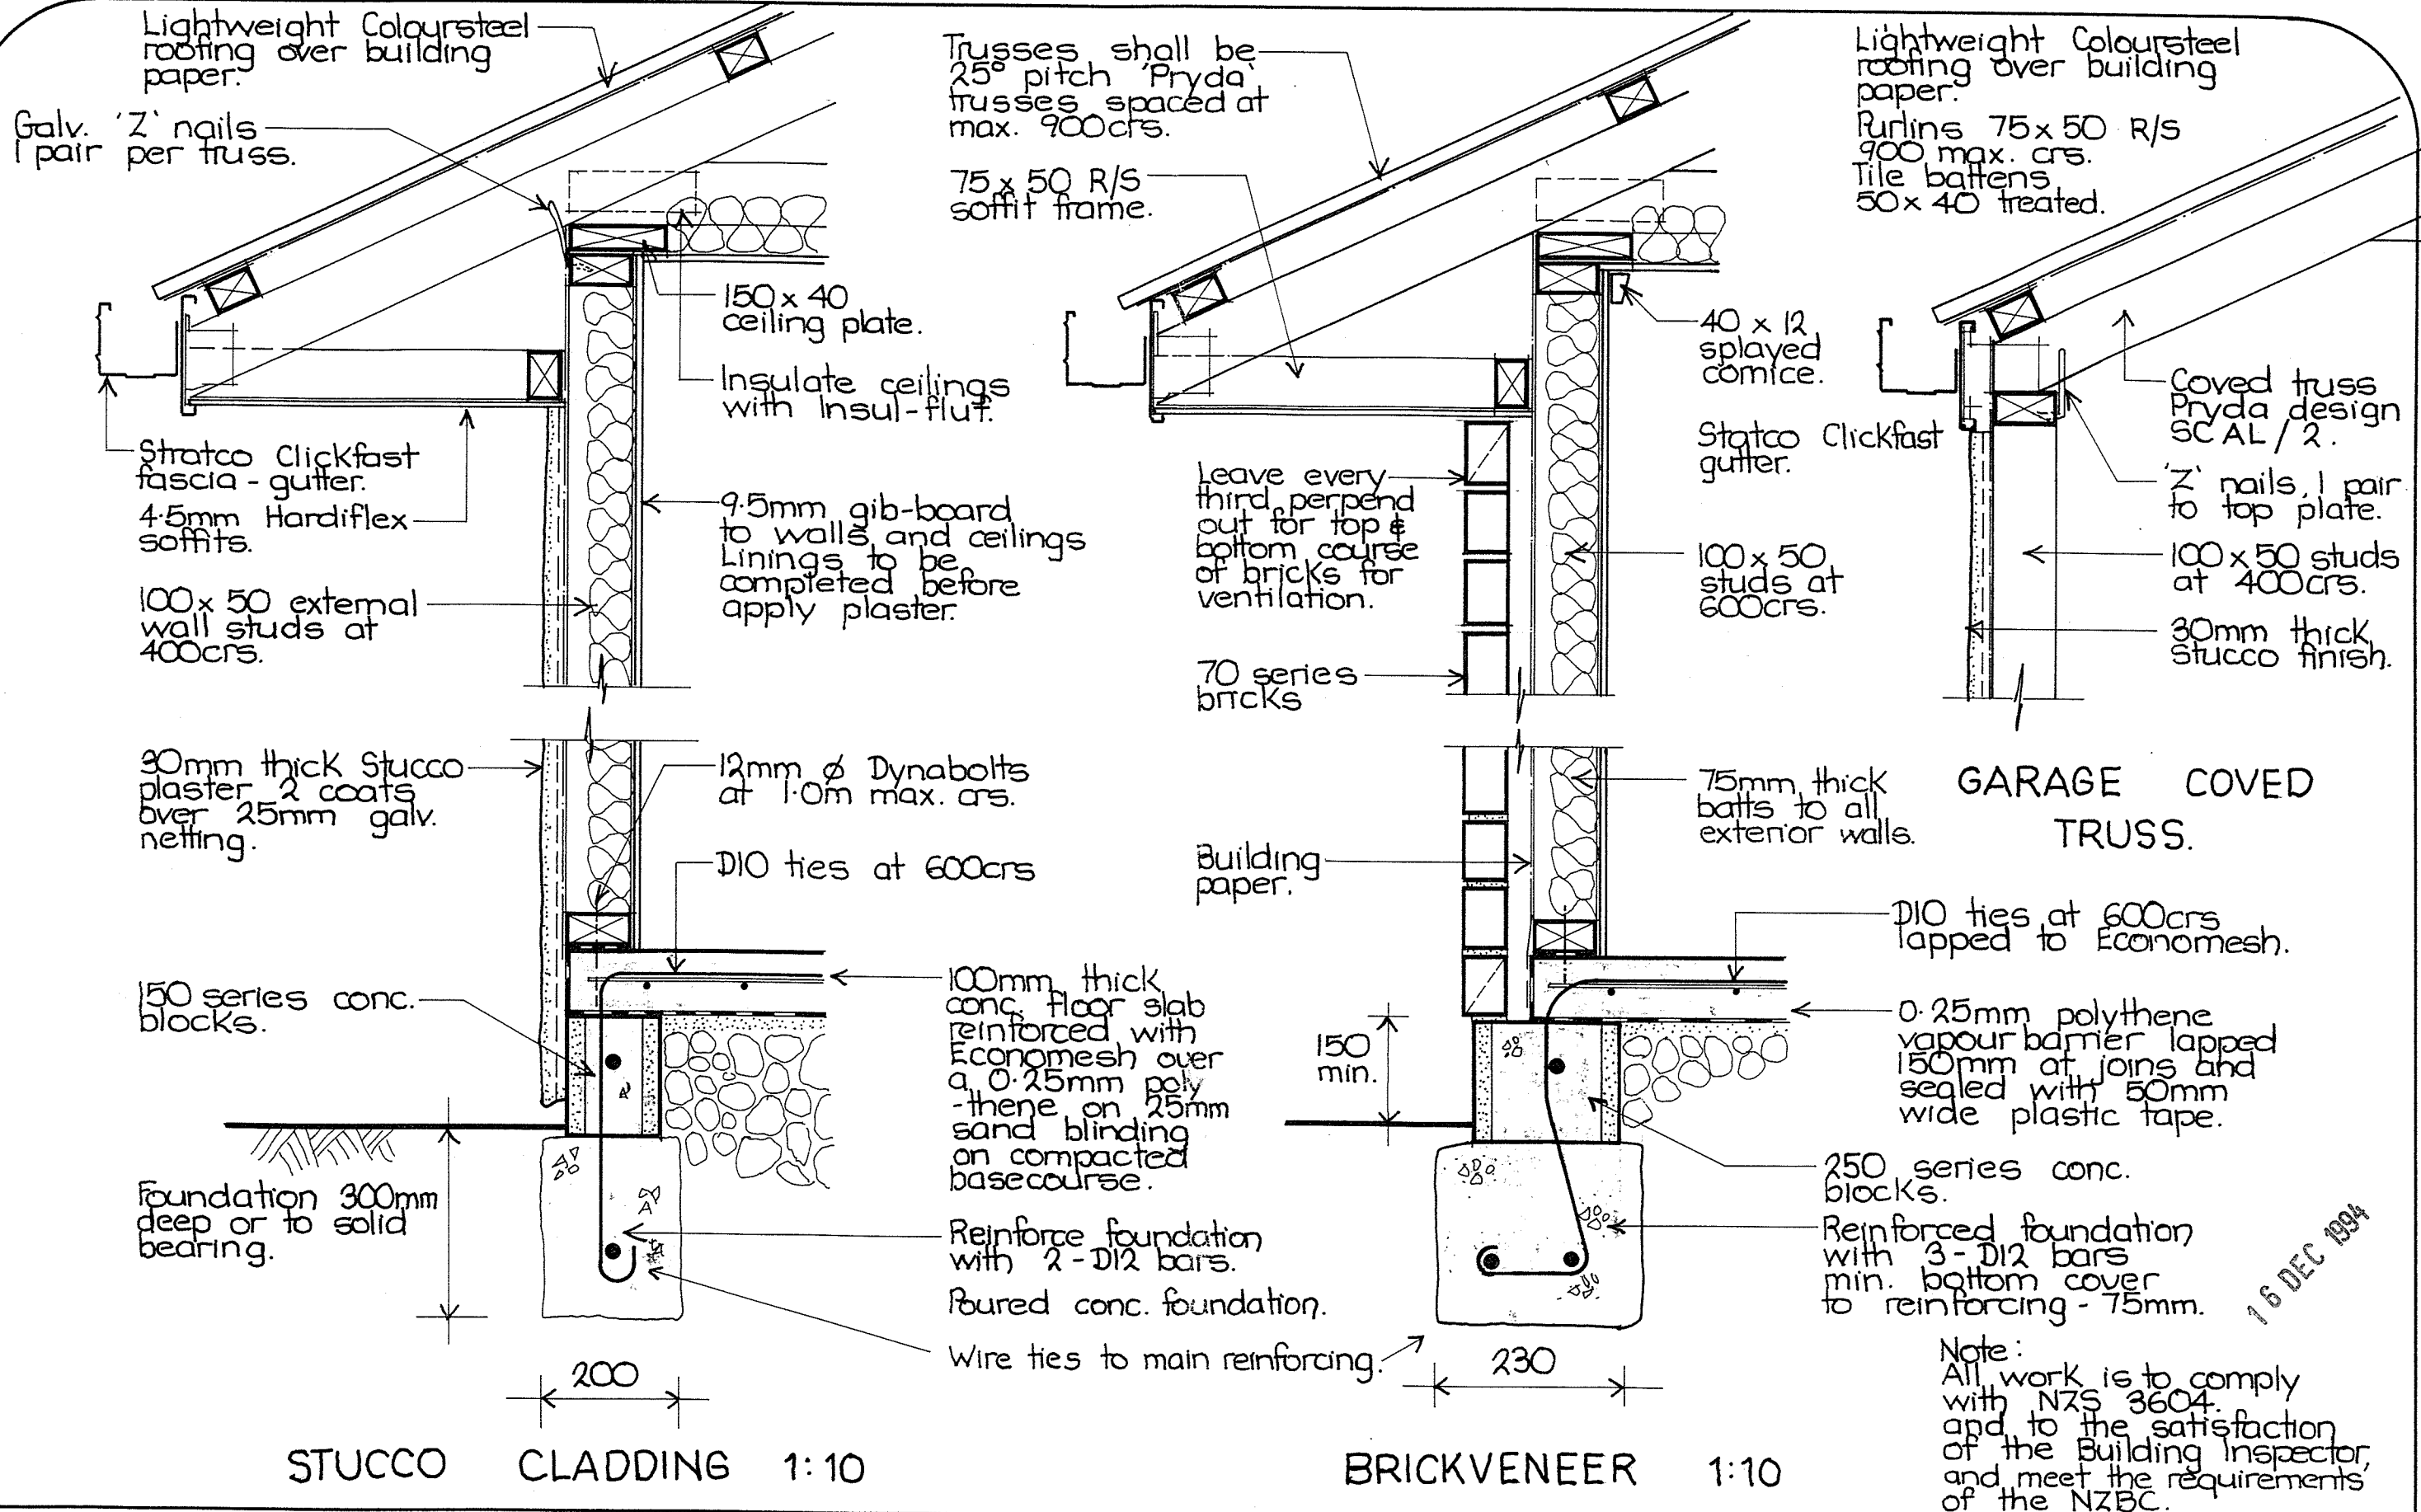 Lightweight Coloursteel
roofing over building
paper.
Galv. 'Z' nails
1 pair per truss.
Stratco Clickfast
fascia - gutter.
4·5mm Hardiflex
soffits.
100 x 50 external
wall studs at
400crs.
30mm thick Stucco
plaster 2 coats
over 25mm galv.
netting.
150 series conc.
blocks.
Foundation 300mm
deep or to solid
bearing.
150 x 40
ceiling plate.
Insulate ceilings
with Insul-fluf.
9·5mm gib-board
to walls and ceilings
Linings to be
completed before
apply plaster.
12mm ø Dynabolts
at 1·0m max. crs.
D10 ties at 600crs
100mm thick
conc. floor slab
reinforced with
Economesh over
a 0·25mm poly
-thene on 25mm
sand blinding
on compacted
basecourse.
Reinforce foundation
with 2 - D12 bars.
Poured conc. foundation.
Wire ties to main reinforcing.
200
STUCCO CLADDING 1:10
Trusses shall be
25° pitch 'Pryda'
trusses spaced at
max. 900crs.
75 x 50 R/S
soffit frame.
Leave every
third perpend
out for top &
bottom course
of bricks for
ventilation.
70 series
bricks
Building
paper.
150
min.
40 x 12
splayed
cornice.
Statco Clickfast
gutter.
100 x 50
studs at
600crs.
75mm thick
batts to all
exterior walls.
D10 ties at 600crs
lapped to Economesh.
0·25mm polythene
vapour barrier lapped
150mm at joins and
sealed with 50mm
wide plastic tape.
250 series conc.
blocks.
Reinforced foundation
with 3 - D12 bars
min. bottom cover
to reinforcing - 75mm.
230
BRICKVENEER 1:10
Lightweight Coloursteel
roofing over building
paper.
Purlins 75 x 50 R/S
900 max. crs.
Tile battens
50 x 40 treated.
Coved truss
Pryda design
SCAL / 2.
'Z' nails, 1 pair
to top plate.
100 x 50 studs
at 400crs.
30mm thick
Stucco finish.
GARAGE COVED
TRUSS.
16 DEC 1994
Note:
All work is to comply
with NZS 3604.
and to the satisfaction
of the Building Inspector,
and meet the requirements
of the NZBC.